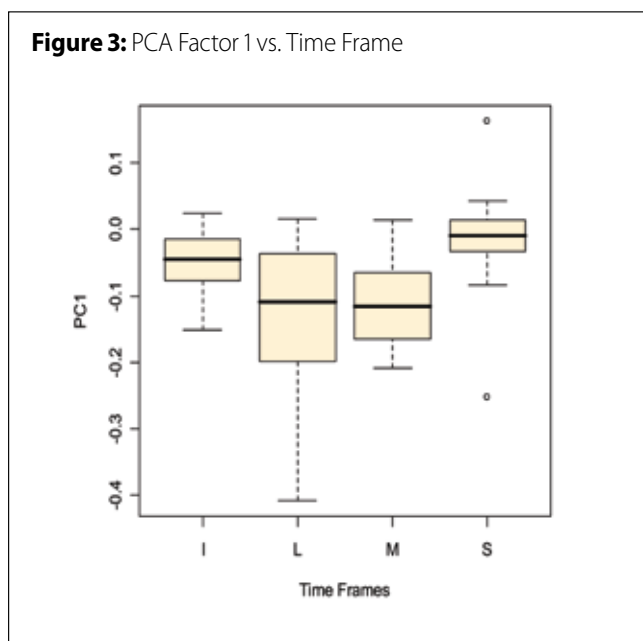 Figure 3: PCA Factor 1 vs. Time Frame
0.1
0.0
-0.1
-0.2
-0.3
-0.4
PC1
I
L
M
S
Time Frames